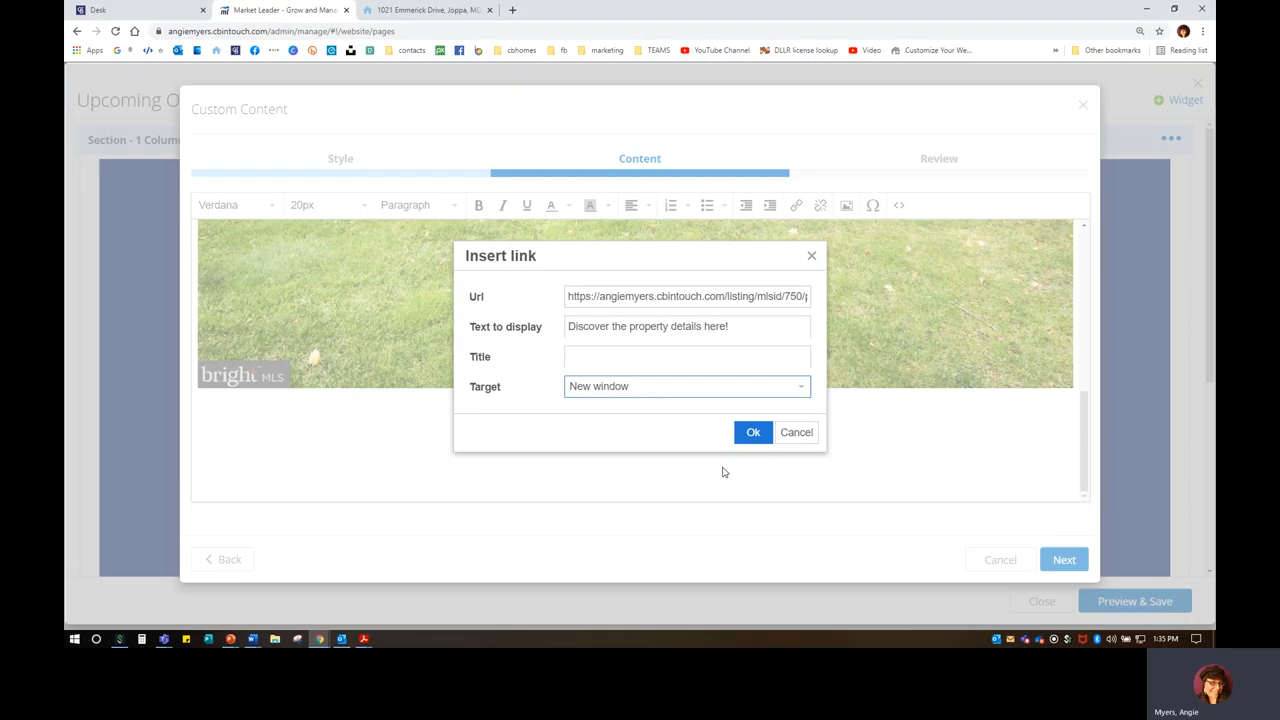 Desk
Market Leader - Grow and Mana
1021 Emmerick Drive, Joppa, MD
angiemyers.cbintouch.com/admin/manage/#!/website/pages
Apps
contacts
cbhomes
fb
marketing
TEAMS
YouTube Channel
DLLR license lookup
Video
Customize Your We...
Other bookmarks
Reading list
Upcoming O
Widget
Section - 1 Colum
Custom Content
Style
Content
Review
Verdana
20px
Paragraph
bright MLS
Insert link
Url
https://angiemyers.cbintouch.com/listing/mlsid/750/p
Text to display
Discover the property details here!
Title
Target
New window
Ok
Cancel
Back
Cancel
Next
Close
Preview & Save
1:35 PM
Myers, Angie